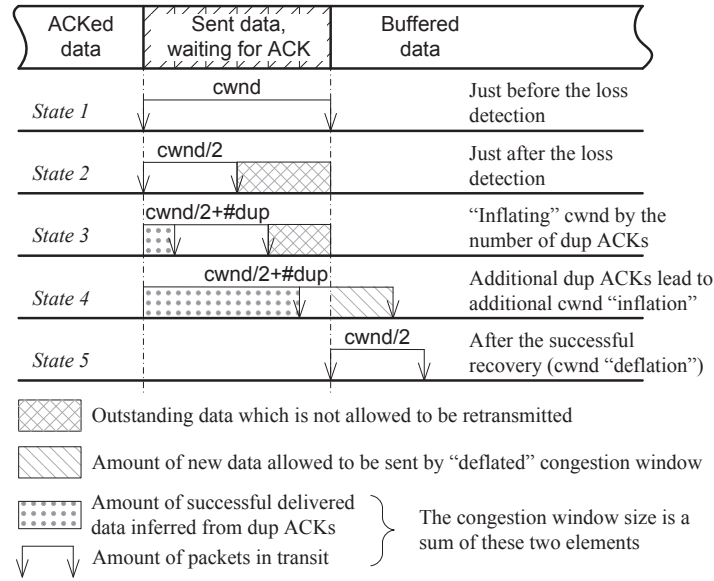 ACKed
data
Sent data,
waiting for ACK
Buffered
data
State 1
cwnd
Just before the loss
detection
State 2
cwnd/2
Just after the loss
detection
State 3
cwnd/2+#dup
“Inflating” cwnd by the
number of dup ACKs
State 4
cwnd/2+#dup
Additional dup ACKs lead to
additional cwnd “inflation”
State 5
cwnd/2
After the successful
recovery (cwnd “deflation”)
Outstanding data which is not allowed to be retransmitted
Amount of new data allowed to be sent by “deflated” congestion window
Amount of successful delivered
data inferred from dup ACKs
Amount of packets in transit
The congestion window size is a
sum of these two elements